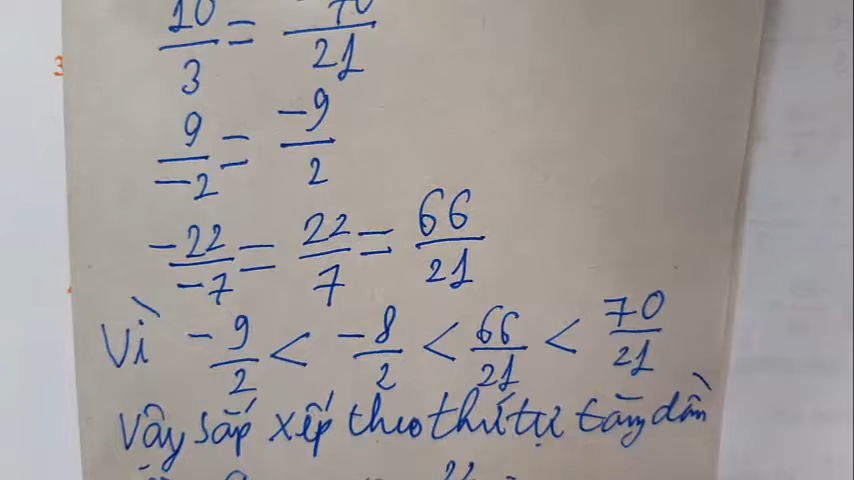 10/3 = 70/21
9/-2 = -9/2
-22/-7 = 22/7 = 66/21
Vì -9/2 < -8/2 < 66/21 < 70/21
Vậy sắp xếp theo thứ tự tăng dần